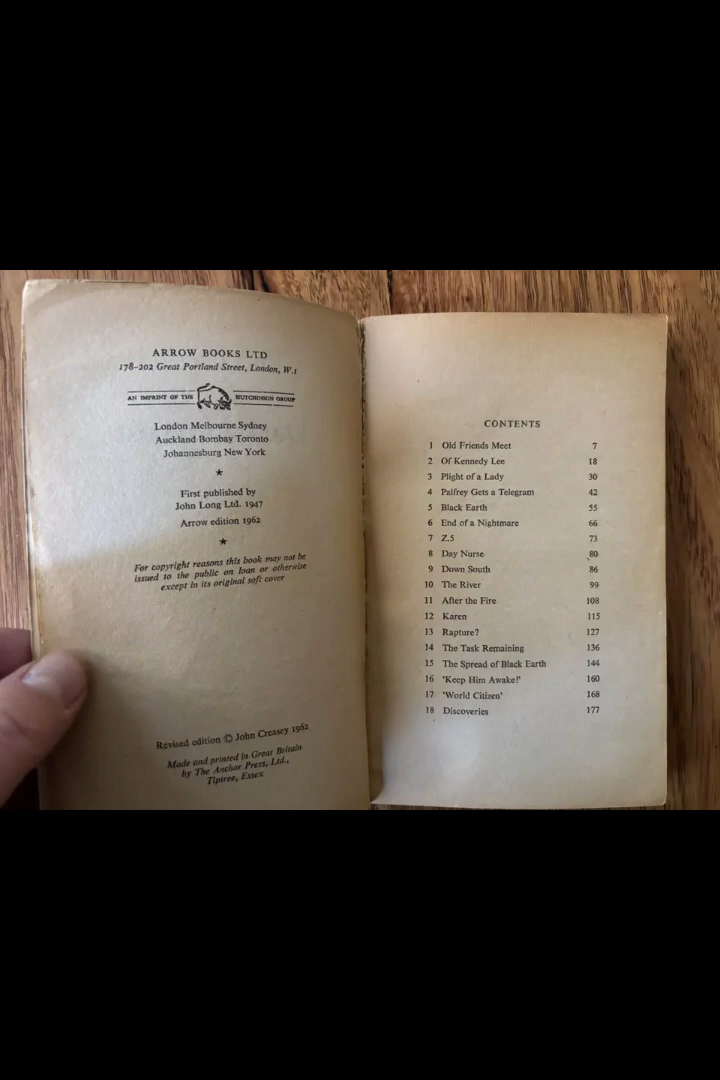 ARROW BOOKS LTD
178-202 Great Portland Street, London, W.1
AN IMPRINT OF THE HUTCHINSON GROUP
London Melbourne Sydney
Auckland Bombay Toronto
Johannesburg New York
★
First published by
John Long Ltd. 1947
Arrow edition 1962
★
For copyright reasons this book may not be
issued to the public on loan or otherwise
except in its original soft cover
Revised edition © John Creasey 1962
Made and printed in Great Britain
by The Anchor Press, Ltd.,
Tiptree, Essex
CONTENTS
1 Old Friends Meet 7
2 Of Kennedy Lee 18
3 Plight of a Lady 30
4 Palfrey Gets a Telegram 42
5 Black Earth 55
6 End of a Nightmare 66
7 Z.5 73
8 Day Nurse 80
9 Down South 86
10 The River 99
11 After the Fire 108
12 Karen 115
13 Rapture? 127
14 The Task Remaining 136
15 The Spread of Black Earth 144
16 'Keep Him Awake!' 160
17 'World Citizen' 168
18 Discoveries 177